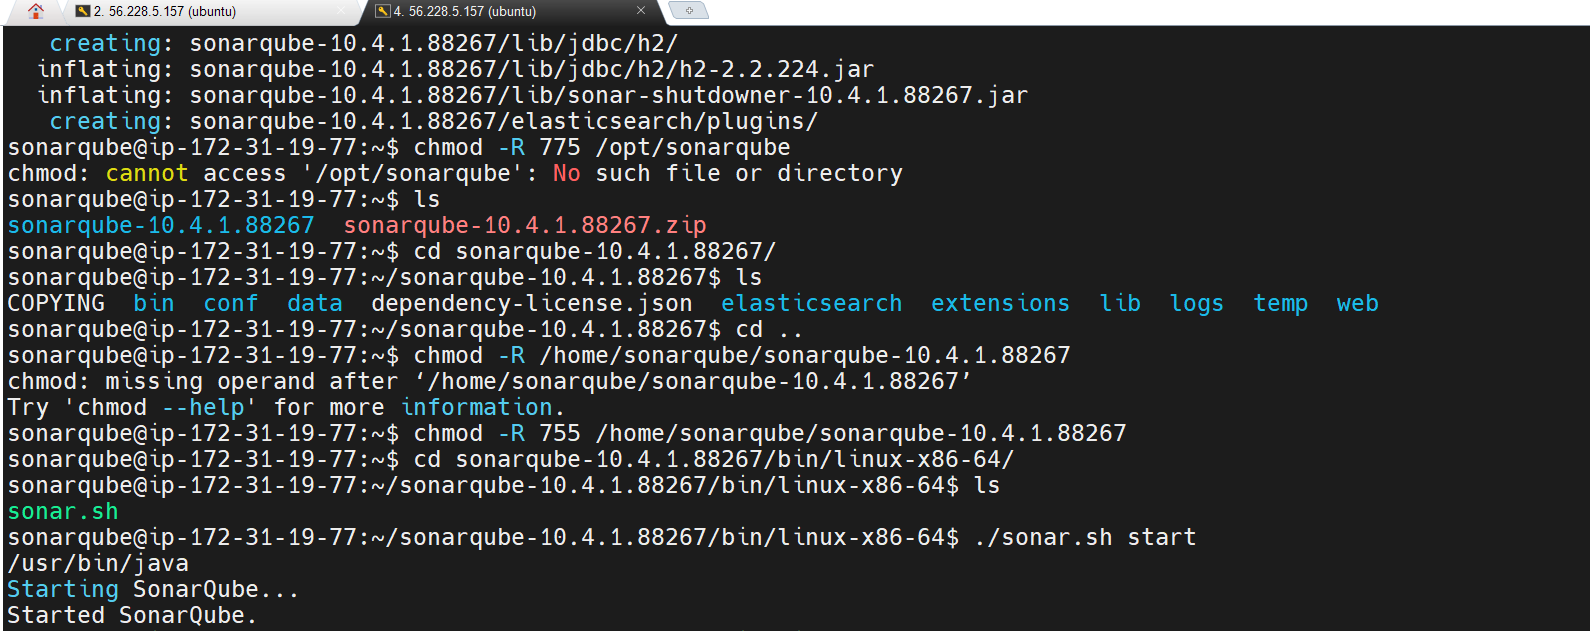 2. 56.228.5.157 (ubuntu)
4. 56.228.5.157 (ubuntu)
creating: sonarqube-10.4.1.88267/lib/jdbc/h2/
inflating: sonarqube-10.4.1.88267/lib/jdbc/h2/h2-2.2.224.jar
inflating: sonarqube-10.4.1.88267/lib/sonar-shutdowner-10.4.1.88267.jar
creating: sonarqube-10.4.1.88267/elasticsearch/plugins/
sonarqube@ip-172-31-19-77:~$ chmod -R 775 /opt/sonarqube
chmod: cannot access '/opt/sonarqube': No such file or directory
sonarqube@ip-172-31-19-77:~$ ls
sonarqube-10.4.1.88267  sonarqube-10.4.1.88267.zip
sonarqube@ip-172-31-19-77:~$ cd sonarqube-10.4.1.88267/
sonarqube@ip-172-31-19-77:~/sonarqube-10.4.1.88267$ ls
COPYING  bin  conf  data  dependency-license.json  elasticsearch  extensions  lib  logs  temp  web
sonarqube@ip-172-31-19-77:~/sonarqube-10.4.1.88267$ cd ..
sonarqube@ip-172-31-19-77:~$ chmod -R /home/sonarqube/sonarqube-10.4.1.88267
chmod: missing operand after ‘/home/sonarqube/sonarqube-10.4.1.88267’
Try 'chmod --help' for more information.
sonarqube@ip-172-31-19-77:~$ chmod -R 755 /home/sonarqube/sonarqube-10.4.1.88267
sonarqube@ip-172-31-19-77:~$ cd sonarqube-10.4.1.88267/bin/linux-x86-64/
sonarqube@ip-172-31-19-77:~/sonarqube-10.4.1.88267/bin/linux-x86-64$ ls
sonar.sh
sonarqube@ip-172-31-19-77:~/sonarqube-10.4.1.88267/bin/linux-x86-64$ ./sonar.sh start
/usr/bin/java
Starting SonarQube...
Started SonarQube.